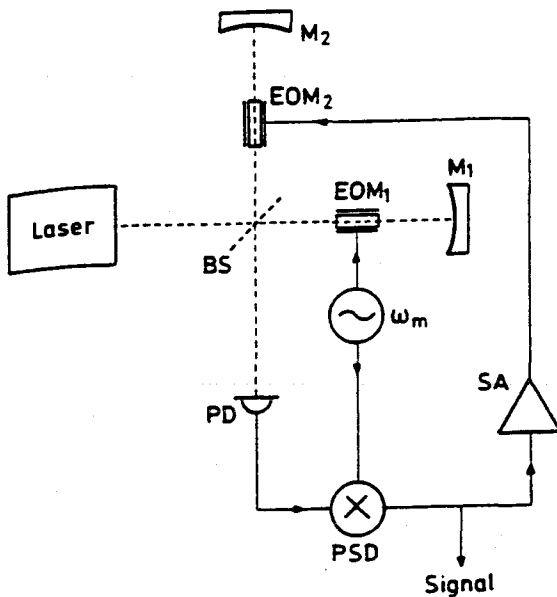 M₂
EOM₂
M₁
EOM₁
Laser
BS
ωₘ
SA
PD
PSD
Signal